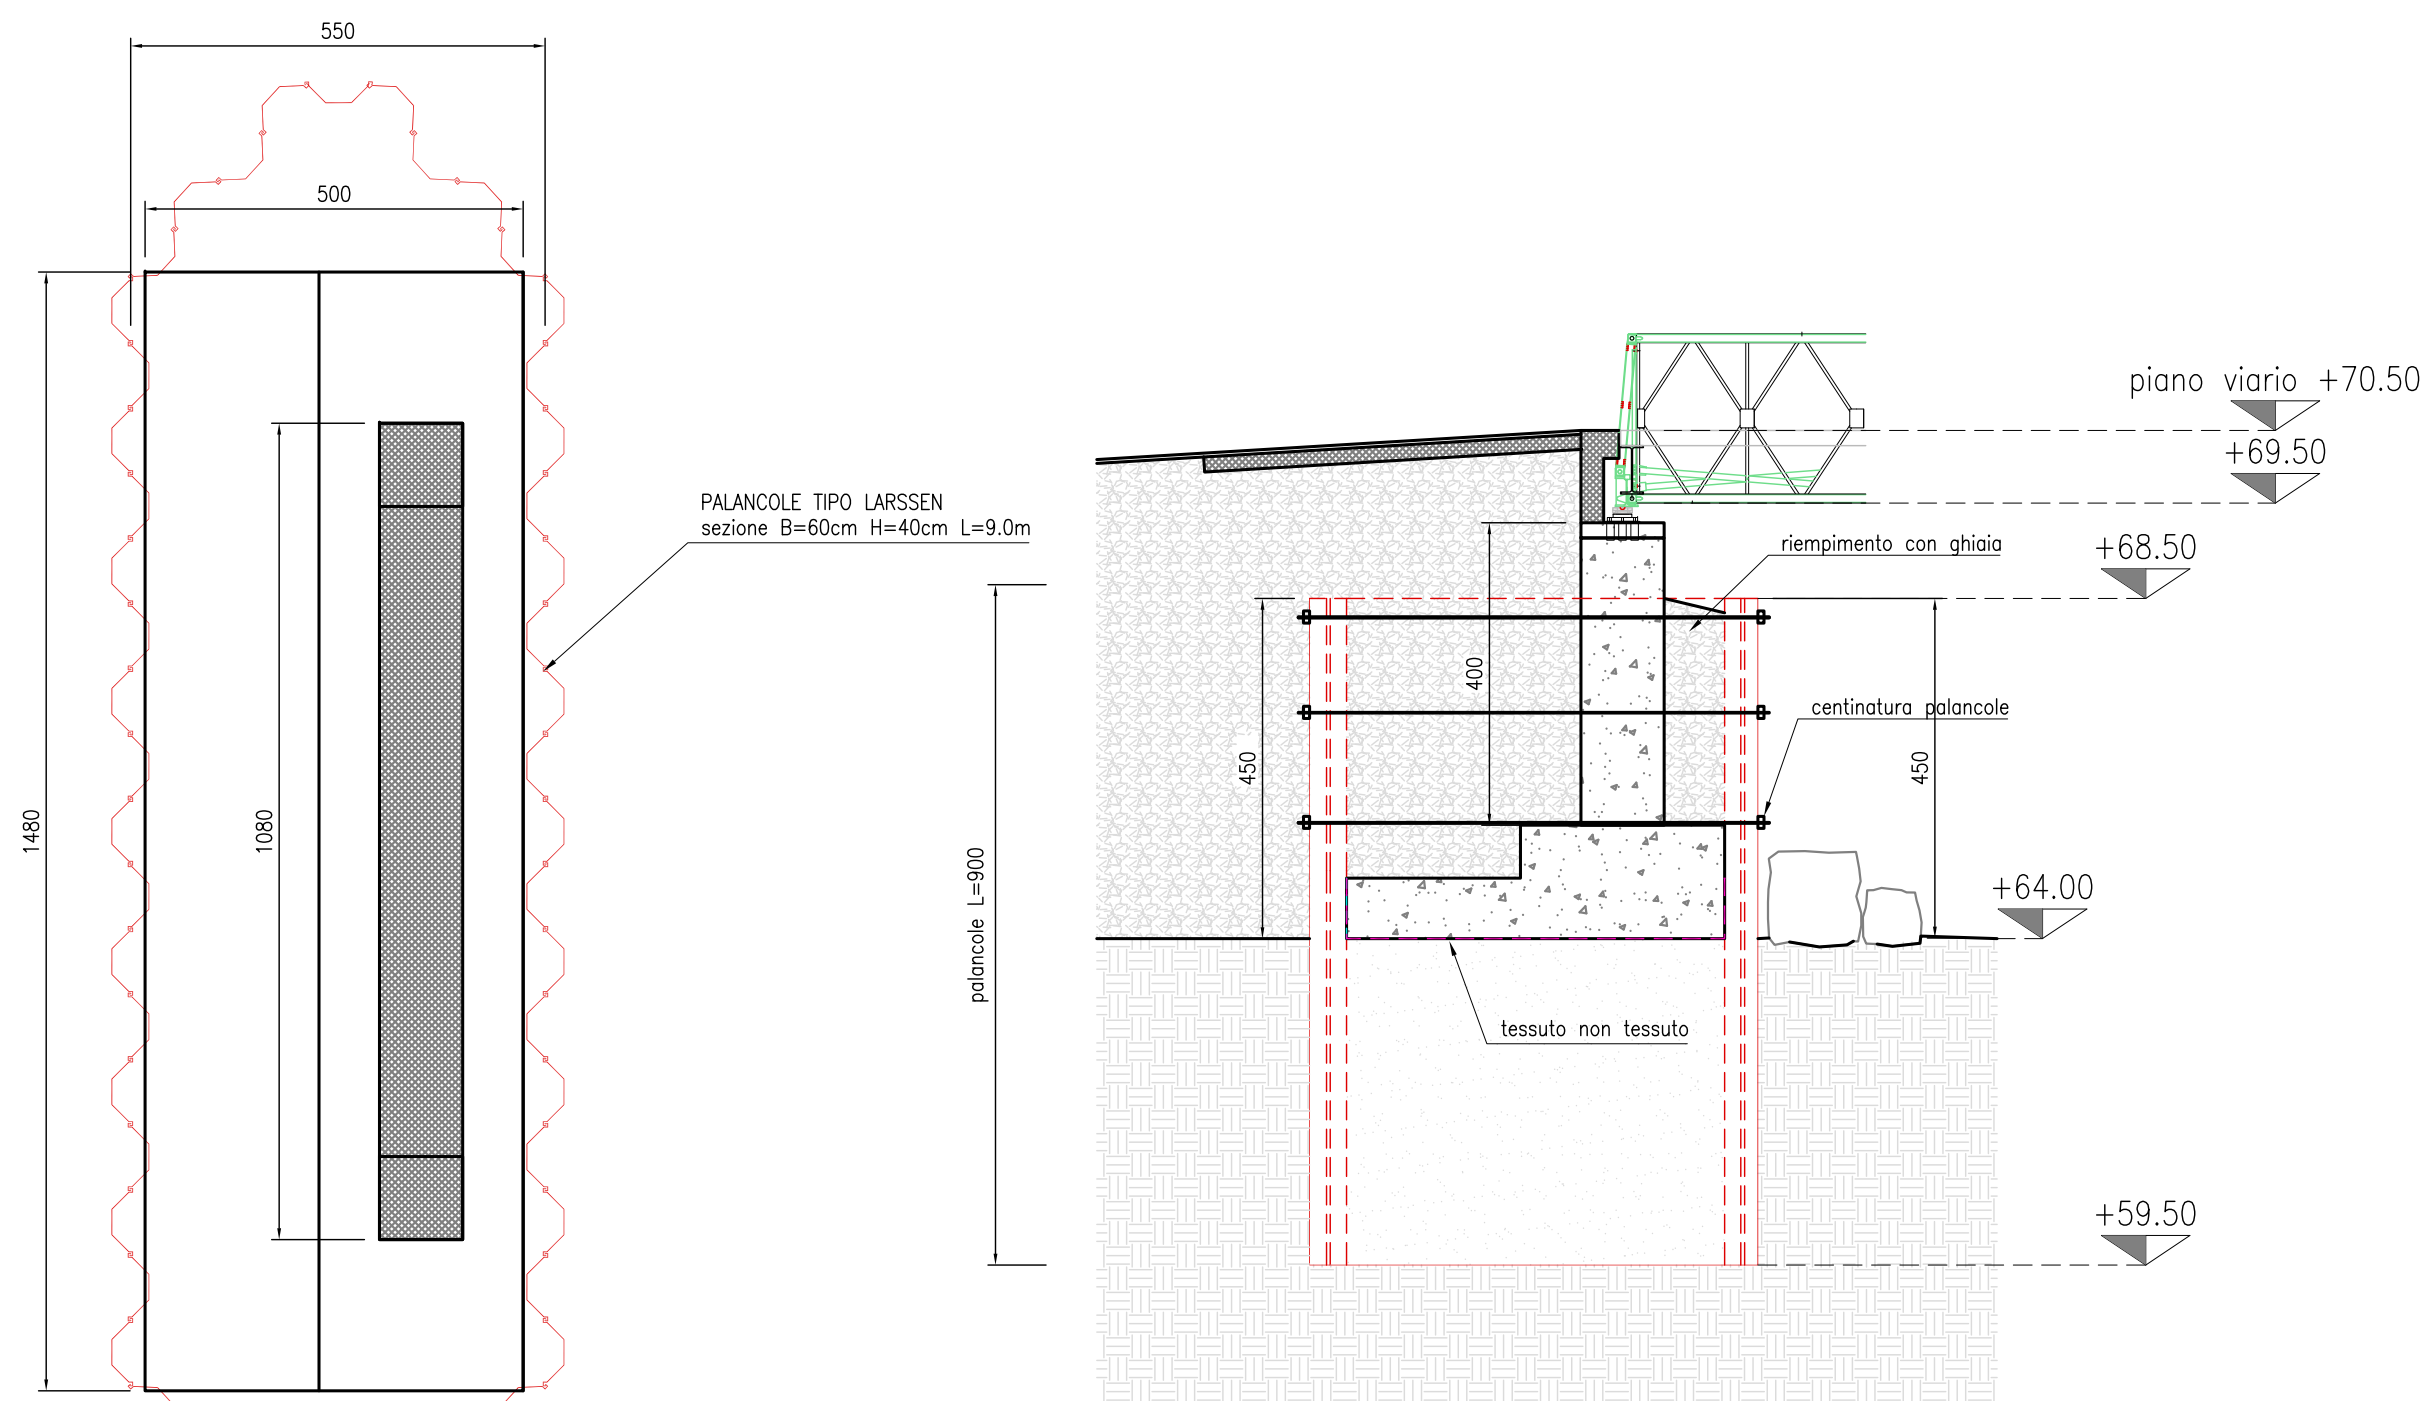 550
500
1480
1080
PALANCOLE TIPO LARSSEN
sezione B=60cm H=40cm L=9.0m
palancole L=900
450
400
450
piano viario +70.50
+69.50
+68.50
+64.00
+59.50
riempimento con ghiaia
centinatura palancole
tessuto non tessuto